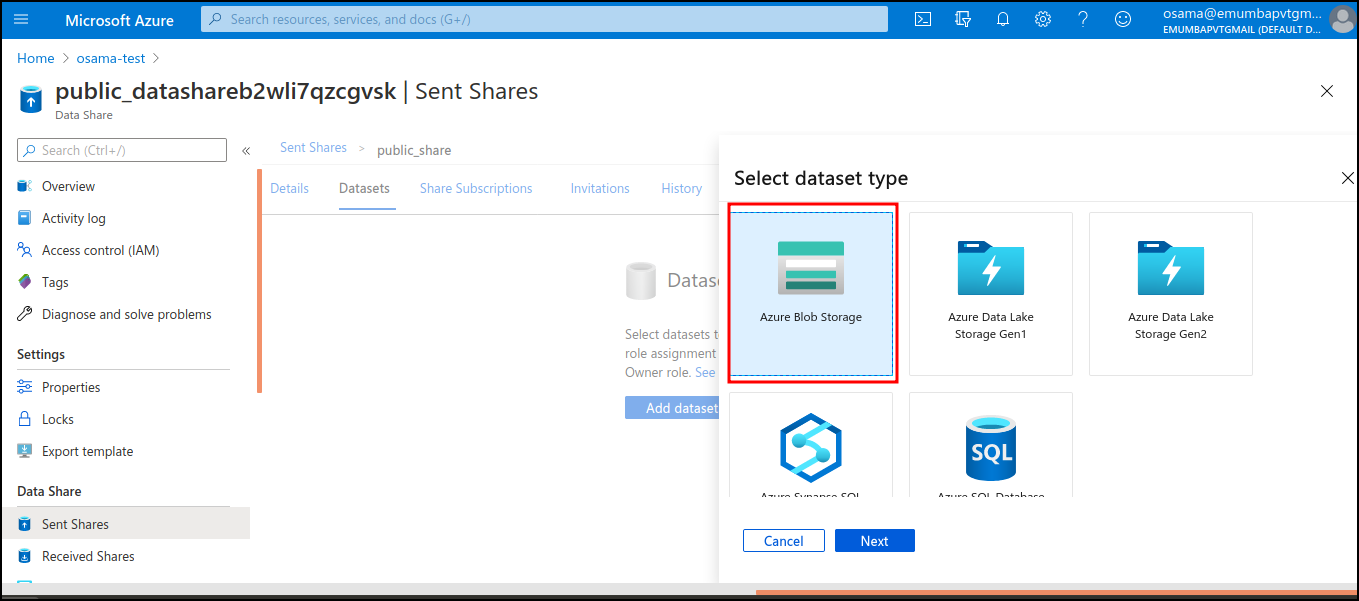 Microsoft Azure
Search resources, services, and docs (G+/)
osama@emumbapvtgm...
EMUMBAPVTGMAIL (DEFAULT D...
Home > osama-test >
public_datashareb2wli7qzcgvsk | Sent Shares
Data Share
Search (Ctrl+/)
«
Overview
Activity log
Access control (IAM)
Tags
Diagnose and solve problems
Settings
Properties
Locks
Export template
Data Share
Sent Shares
Received Shares
Sent Shares > public_share
Details
Datasets
Share Subscriptions
Invitations
History
Select datasets
role assignment
Owner role. See
Add dataset
Select dataset type
Azure Blob Storage
Azure Data Lake
Storage Gen1
Azure Data Lake
Storage Gen2
SQL
Azure Synapse SQL
Azure SQL Database
Cancel
Next